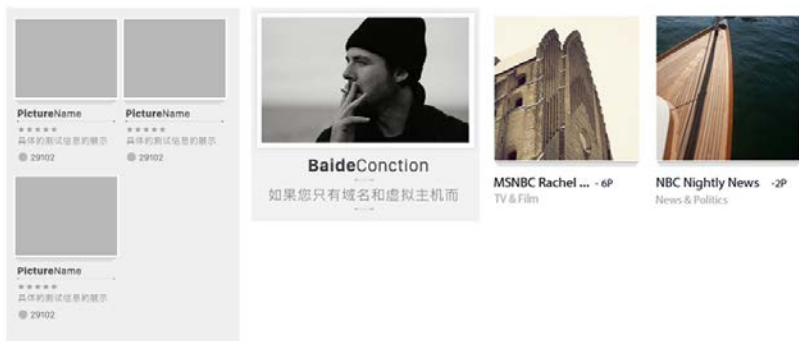 PictureName
★★★★★
具体的测试信息的展示
29102
PictureName
★★★★★
具体的测试信息的展示
29102
PictureName
★★★★★
具体的测试信息的展示
29102
BaideConction
如果您只有域名和虚拟主机而
MSNBC Rachel ... - 6P
TV & Film
NBC Nightly News -2P
News & Politics